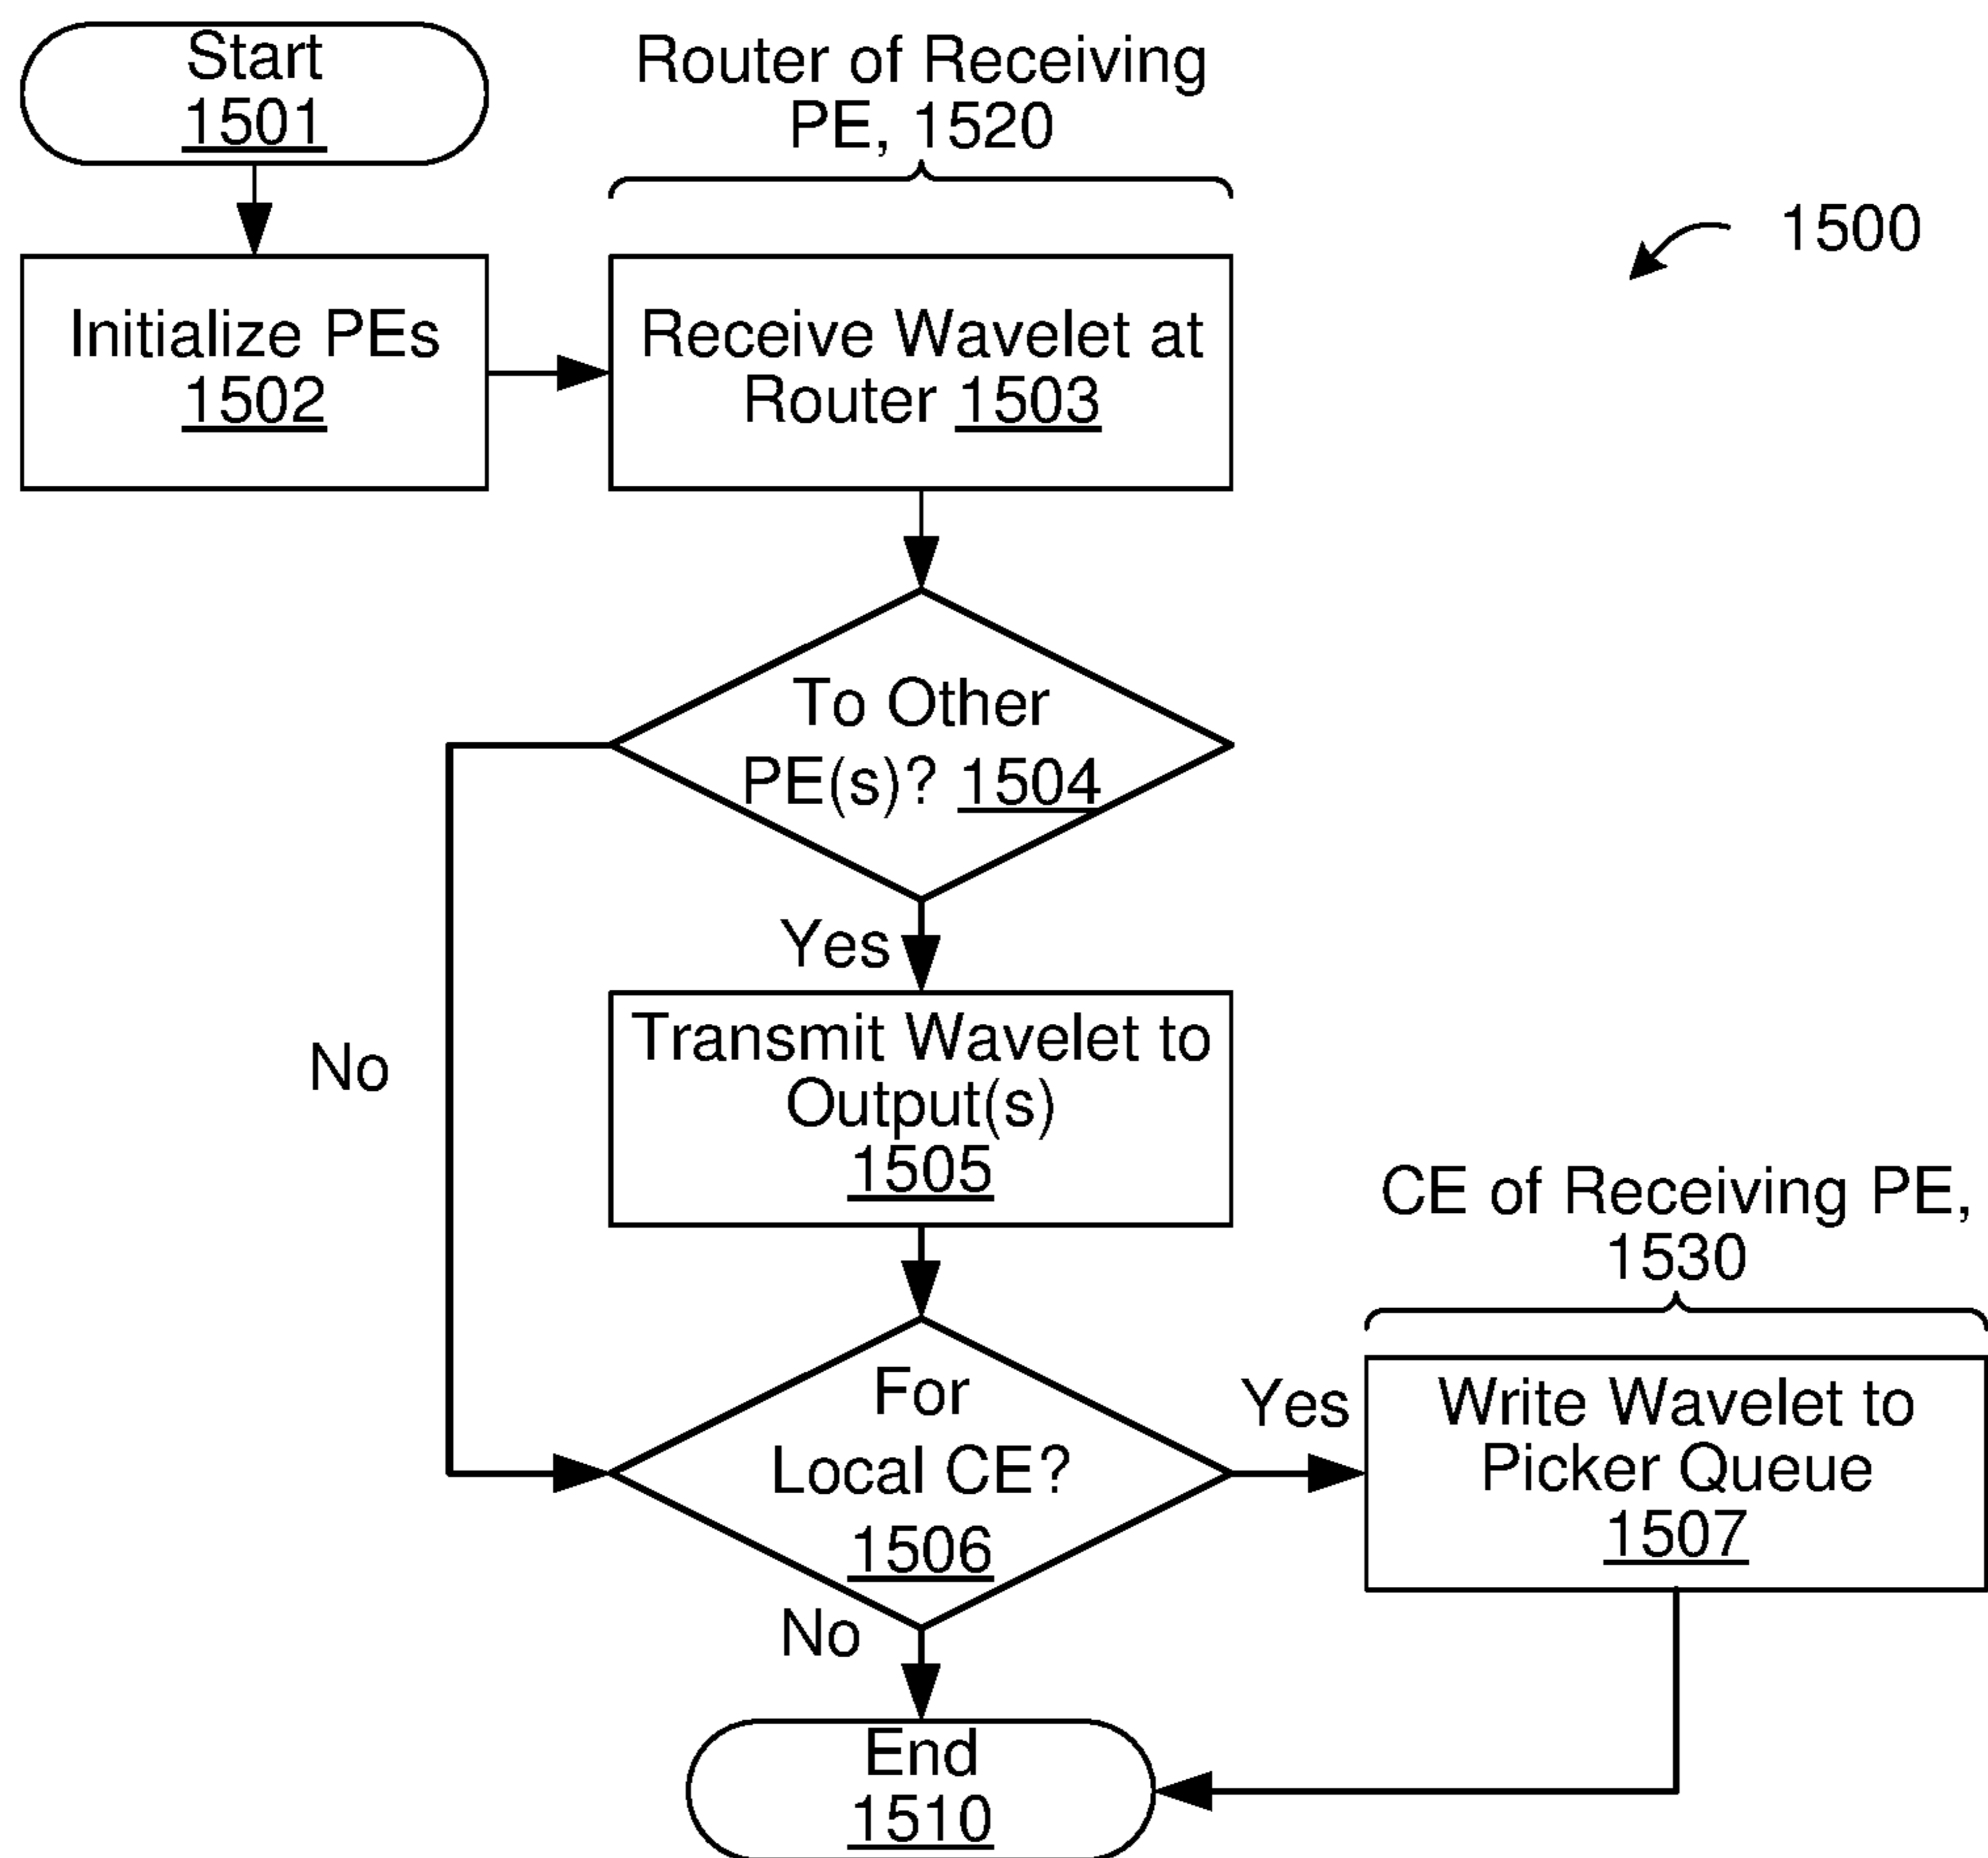 Start
1501
Router of Receiving
PE, 1520
1500
Initialize PEs
1502
Receive Wavelet at
Router 1503
To Other
PE(s)? 1504
Yes
No
Transmit Wavelet to
Output(s)
1505
CE of Receiving PE,
1530
For
Local CE?
1506
Yes
Write Wavelet to
Picker Queue
1507
No
End
1510